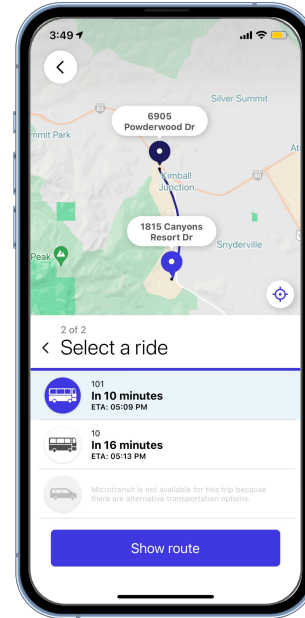 3:49
Silver Summit
mmit Park
6905
Powderwood Dr
At
Kimball
Junction
1815 Canyons
Resort Dr
Snyderville
Peak
2 of 2
Select a ride
101
In 10 minutes
ETA: 05:09 PM
10
In 16 minutes
ETA: 05:13 PM
Microtransit is not available for this trip because
there are alternative transportation options.
Show route